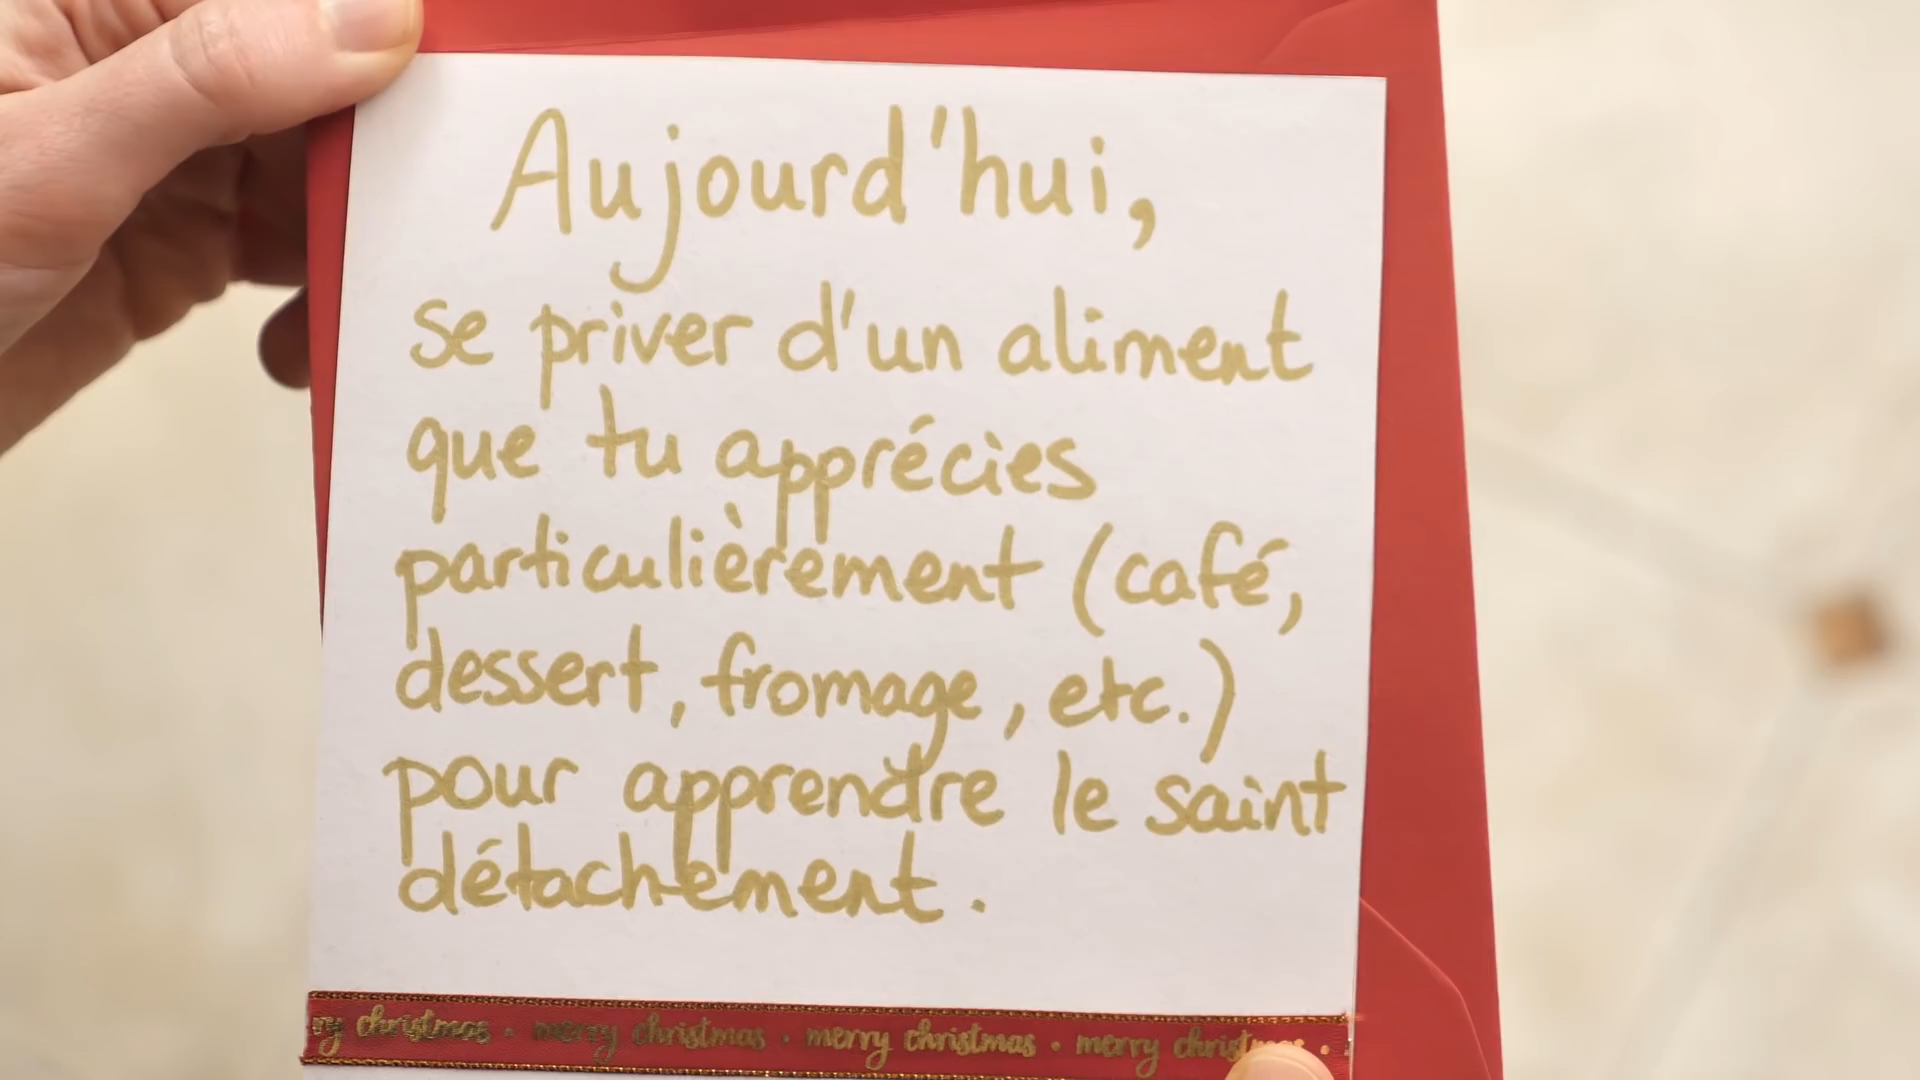 Aujourd'hui,
se priver d'un aliment
que tu apprécies
particulièrement (café,
dessert, fromage, etc.)
pour apprendre le saint
détachement.
ry christmas · merry christmas · merry christmas · merry christmas ·